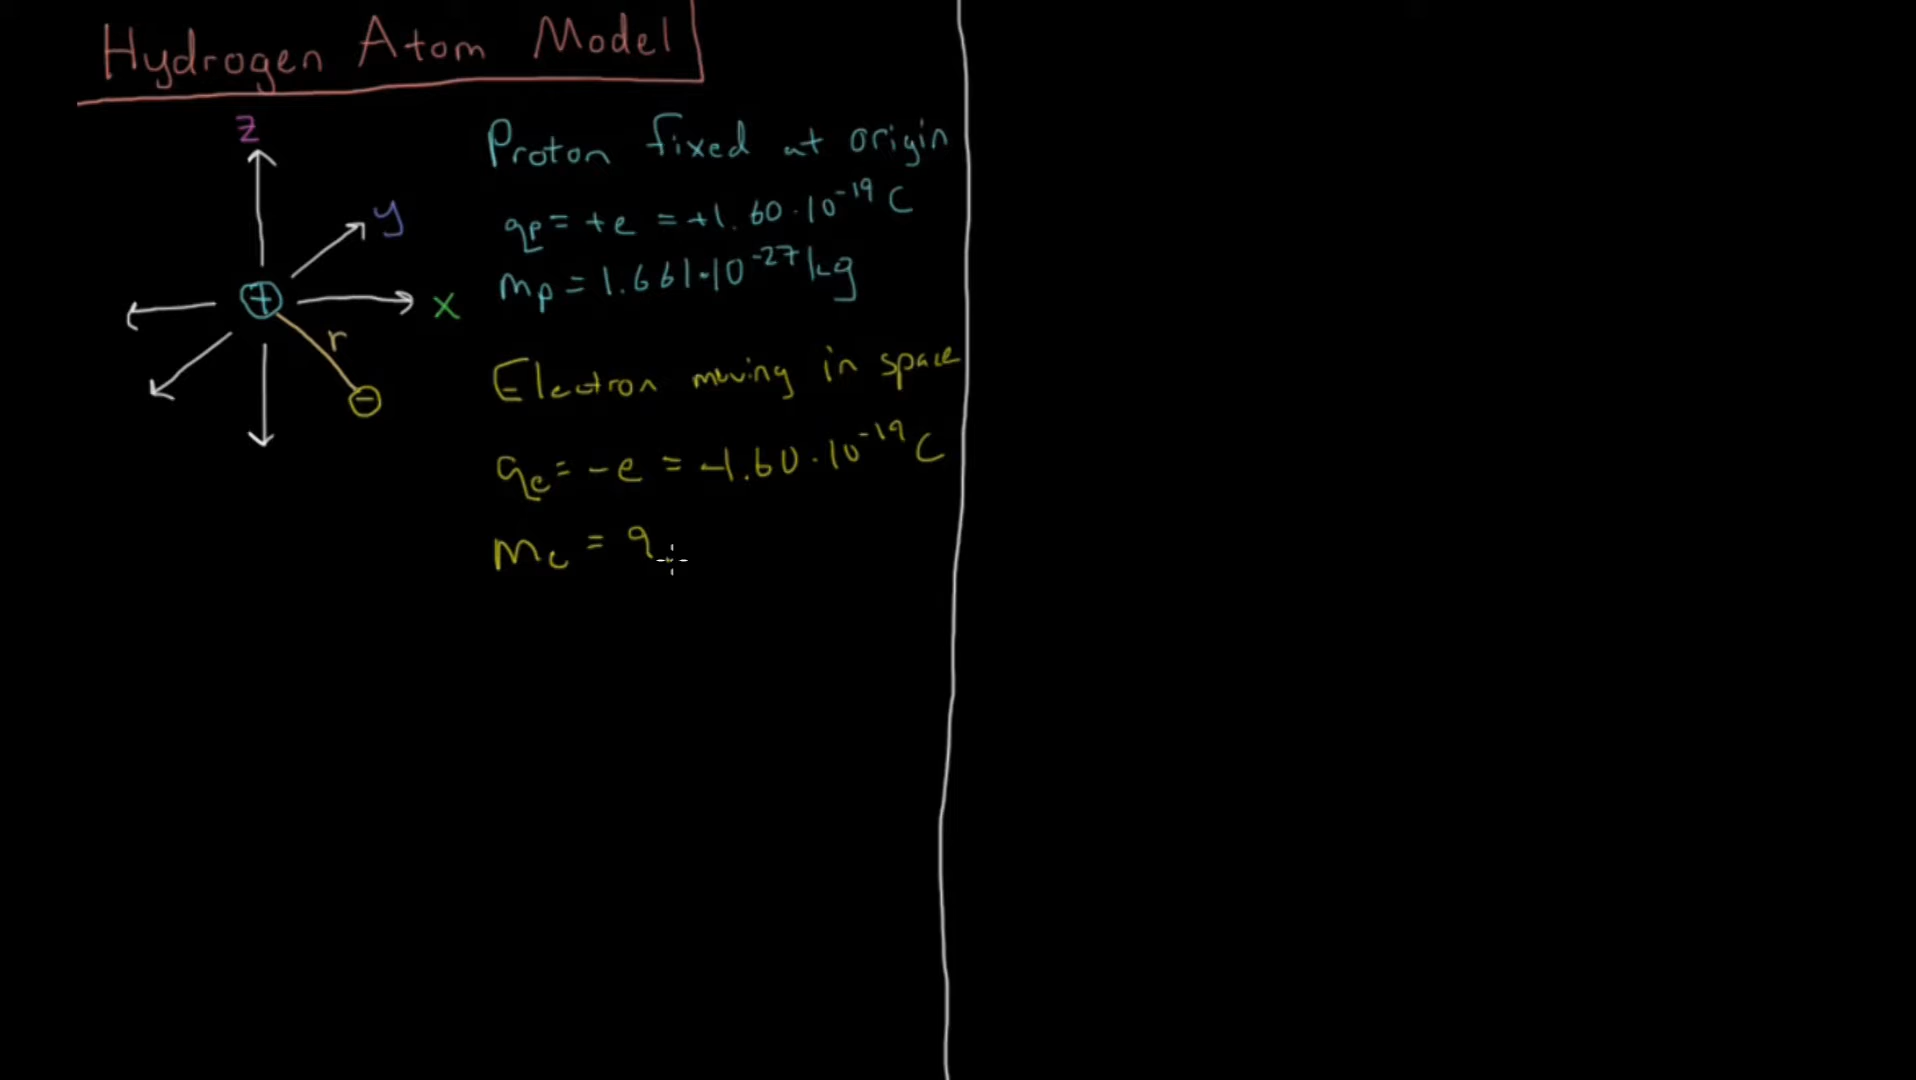 Hydrogen Atom Model
z
y
+
x
r
−
Proton fixed at origin
qp = +e = +1.60·10⁻¹⁹ C
mp = 1.661·10⁻²⁷ kg
Electron moving in space
qe = −e = −1.60·10⁻¹⁹ C
me = 9